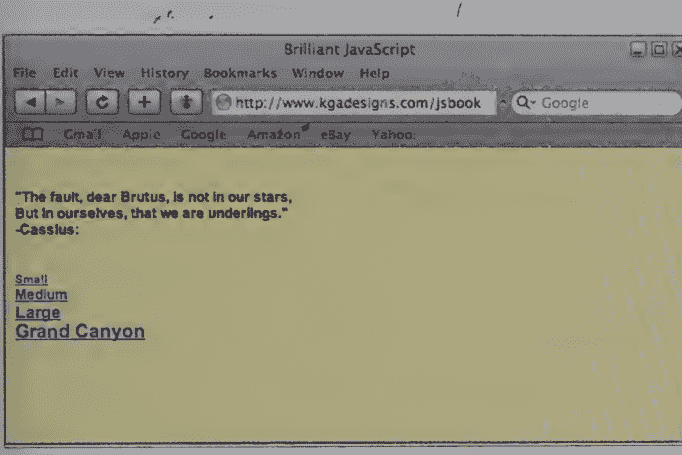 Brilliant JavaScript
File Edit View History Bookmarks Window Help
http://www.kgadesigns.com/jsbook Google
Gmail Apple Google Amazon eBay Yahoo!
"The fault, dear Brutus, is not in our stars,
But in ourselves, that we are underlings."
-Cassius:
Small
Medium
Large
Grand Canyon